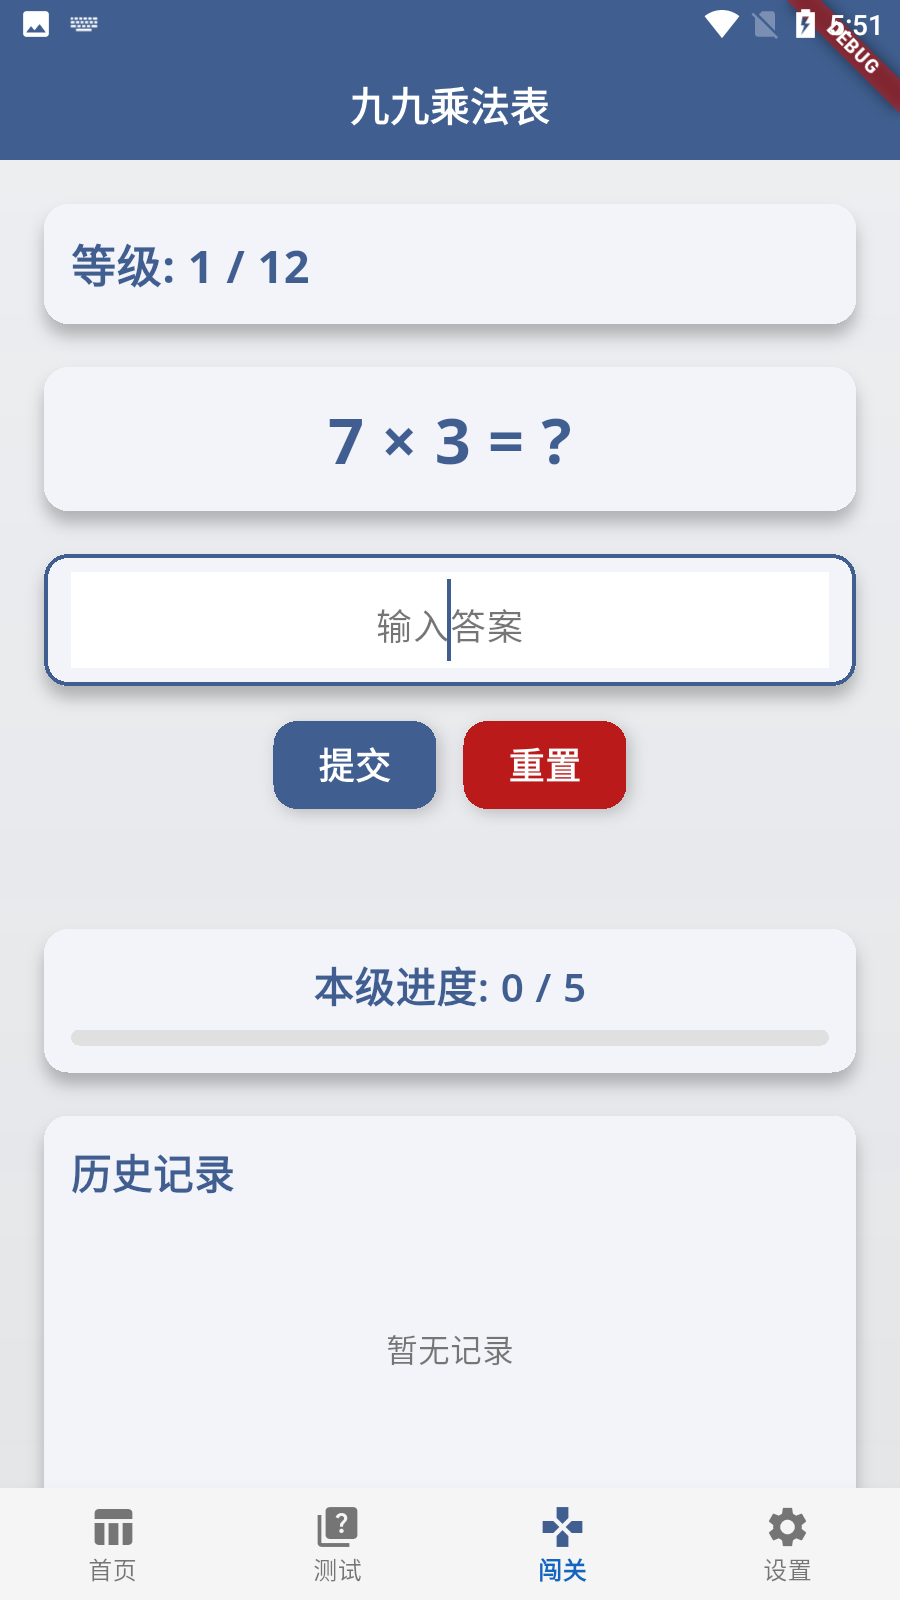 5:51
DEBUG
九九乘法表
等级: 1 / 12
7 × 3 = ?
输入答案
提交 重置
本级进度: 0 / 5
历史记录
暂无记录
首页 测试 闯关 设置